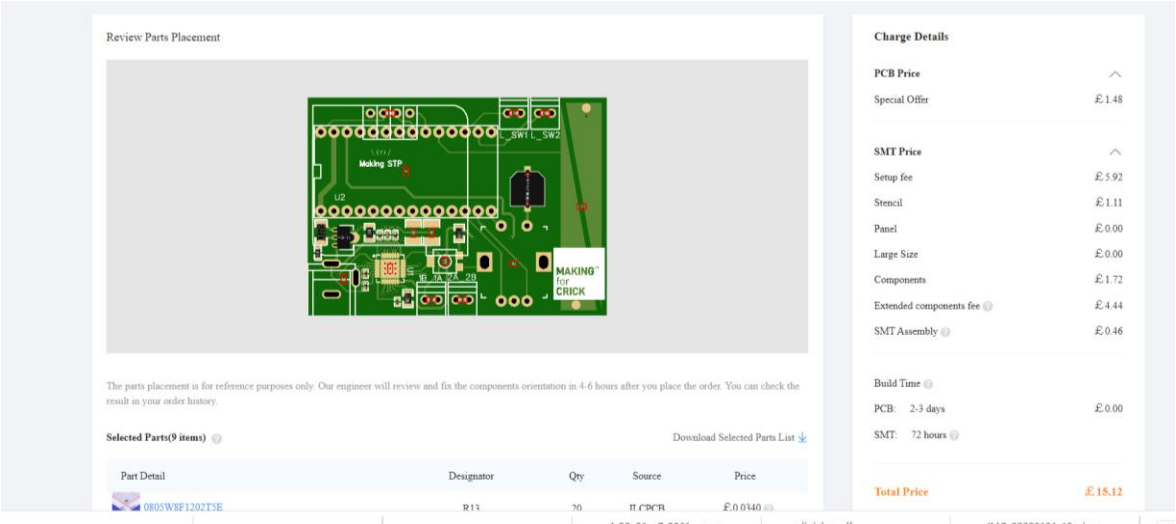 Review Parts Placement
L_SW1 L_SW2
Making STP
U2
U1
1B 1A 2A 2B
MAKING™
for
CRICK
The parts placement is for reference purposes only. Our engineer will review and fix the components orientation in 4-6 hours after you place the order. You can check the
result in your order history.
Selected Parts(9 items)
Download Selected Parts List
Part Detail Designator Qty Source Price
0805W8F1202T5E R13 20 JLCPCB £ 0.0340
Charge Details
PCB Price
Special Offer £ 1.48
SMT Price
Setup fee £ 5.92
Stencil £ 1.11
Panel £ 0.00
Large Size £ 0.00
Components £ 1.72
Extended components fee £ 4.44
SMT Assembly £ 0.46
Build Time
PCB: 2-3 days £ 0.00
SMT: 72 hours
Total Price £ 15.12